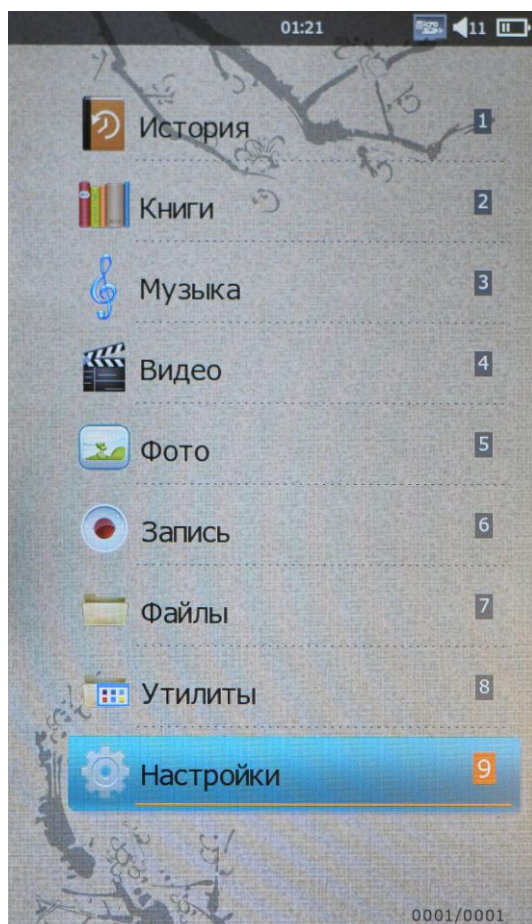 01:21
11
История 1
Книги 2
Музыка 3
Видео 4
Фото 5
Запись 6
Файлы 7
Утилиты 8
Настройки 9
0001/0001